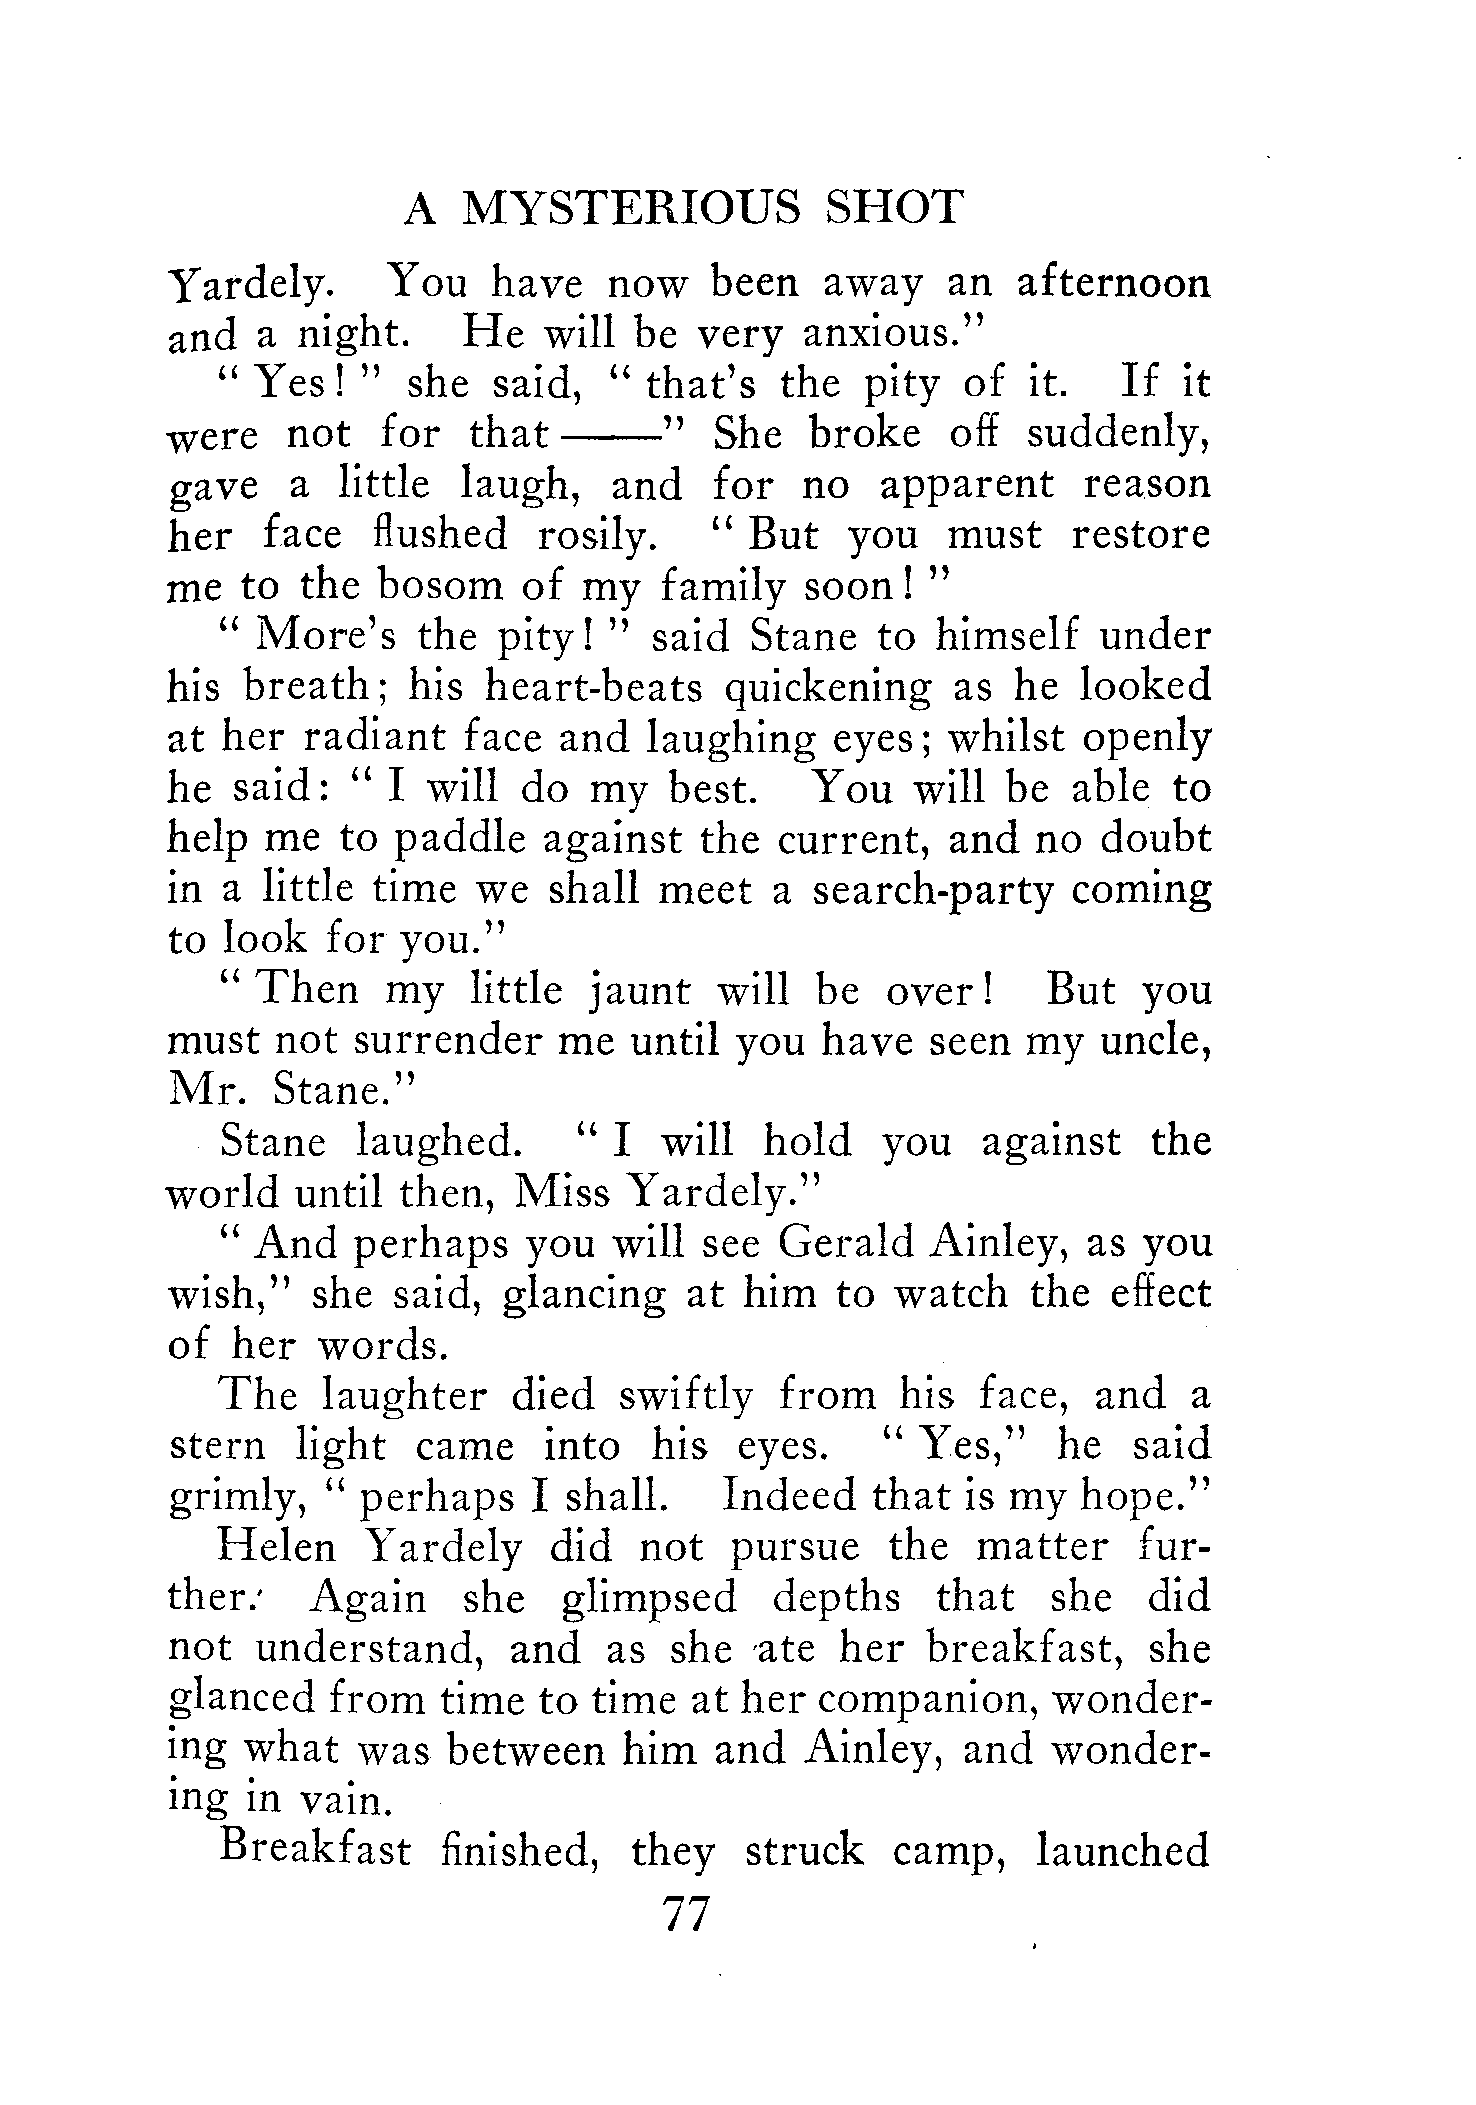 A MYSTERIOUS SHOT
Yardely. You have now been away an afternoon
and a night. He will be very anxious."
" Yes! " she said, " that's the pity of it. If it
were not for that ——" She broke off suddenly,
gave a little laugh, and for no apparent reason
her face flushed rosily. " But you must restore
me to the bosom of my family soon! "
" More's the pity! " said Stane to himself under
his breath; his heart-beats quickening as he looked
at her radiant face and laughing eyes; whilst openly
he said: " I will do my best. You will be able to
help me to paddle against the current, and no doubt
in a little time we shall meet a search-party coming
to look for you."
" Then my little jaunt will be over! But you
must not surrender me until you have seen my uncle,
Mr. Stane."
Stane laughed. " I will hold you against the
world until then, Miss Yardely."
" And perhaps you will see Gerald Ainley, as you
wish," she said, glancing at him to watch the effect
of her words.
The laughter died swiftly from his face, and a
stern light came into his eyes. " Yes," he said
grimly, " perhaps I shall. Indeed that is my hope."
Helen Yardely did not pursue the matter fur-
ther. Again she glimpsed depths that she did
not understand, and as she ate her breakfast, she
glanced from time to time at her companion, wonder-
ing what was between him and Ainley, and wonder-
ing in vain.
Breakfast finished, they struck camp, launched
77